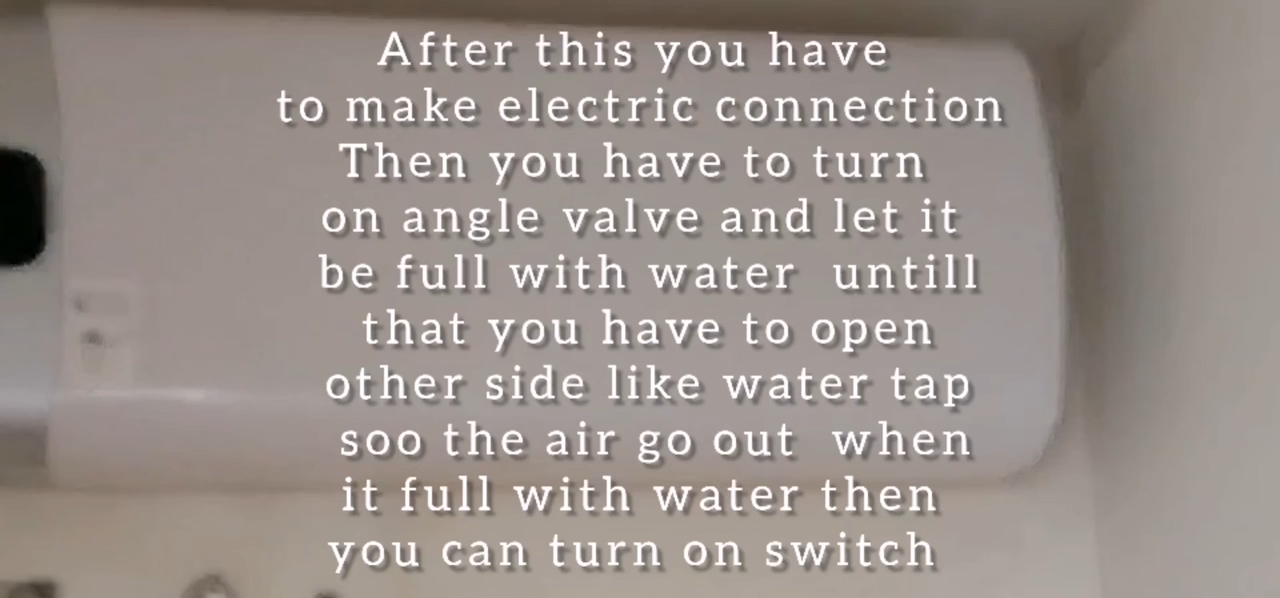 After this you have
to make electric connection
Then you have to turn
on angle valve and let it
be full with water untill
that you have to open
other side like water tap
soo the air go out when
it full with water then
you can turn on switch